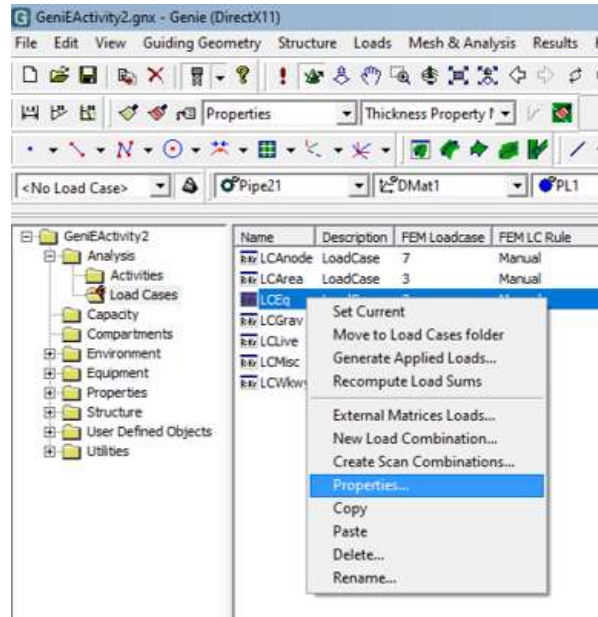 GeniEActivity2.gnx - Genie (DirectX11)
File Edit View Guiding Geometry Structure Loads Mesh & Analysis Results
Properties Thickness Property
<No Load Case> Pipe21 DMat1 PL1
GeniEActivity2
Analysis
Activities
Load Cases
Capacity
Compartments
Environment
Equipment
Properties
Structure
User Defined Objects
Utilities
Name Description FEM Loadcase FEM LC Rule
LCAnode LoadCase 7 Manual
LCArea LoadCase 3 Manual
LCEq
LCGrav
LCLive
LCMisc
LCWkwy
Set Current
Move to Load Cases folder
Generate Applied Loads...
Recompute Load Sums
External Matrices Loads...
New Load Combination...
Create Scan Combinations...
Properties...
Copy
Paste
Delete...
Rename...